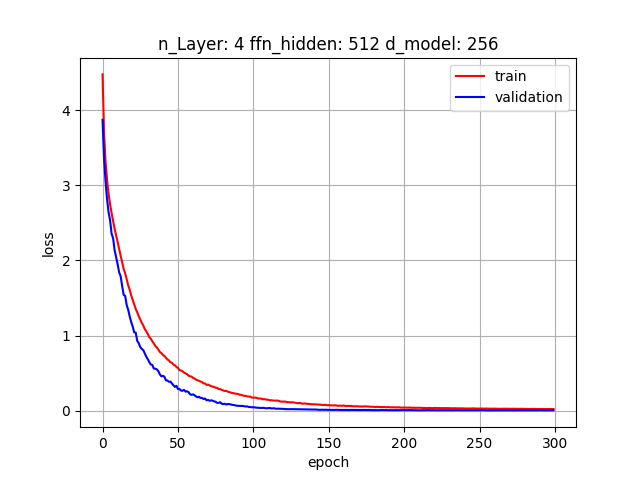 n_Layer: 4 ffn_hidden: 512 d_model: 256
train
validation
loss
4
3
2
1
0
0 50 100 150 200 250 300
epoch